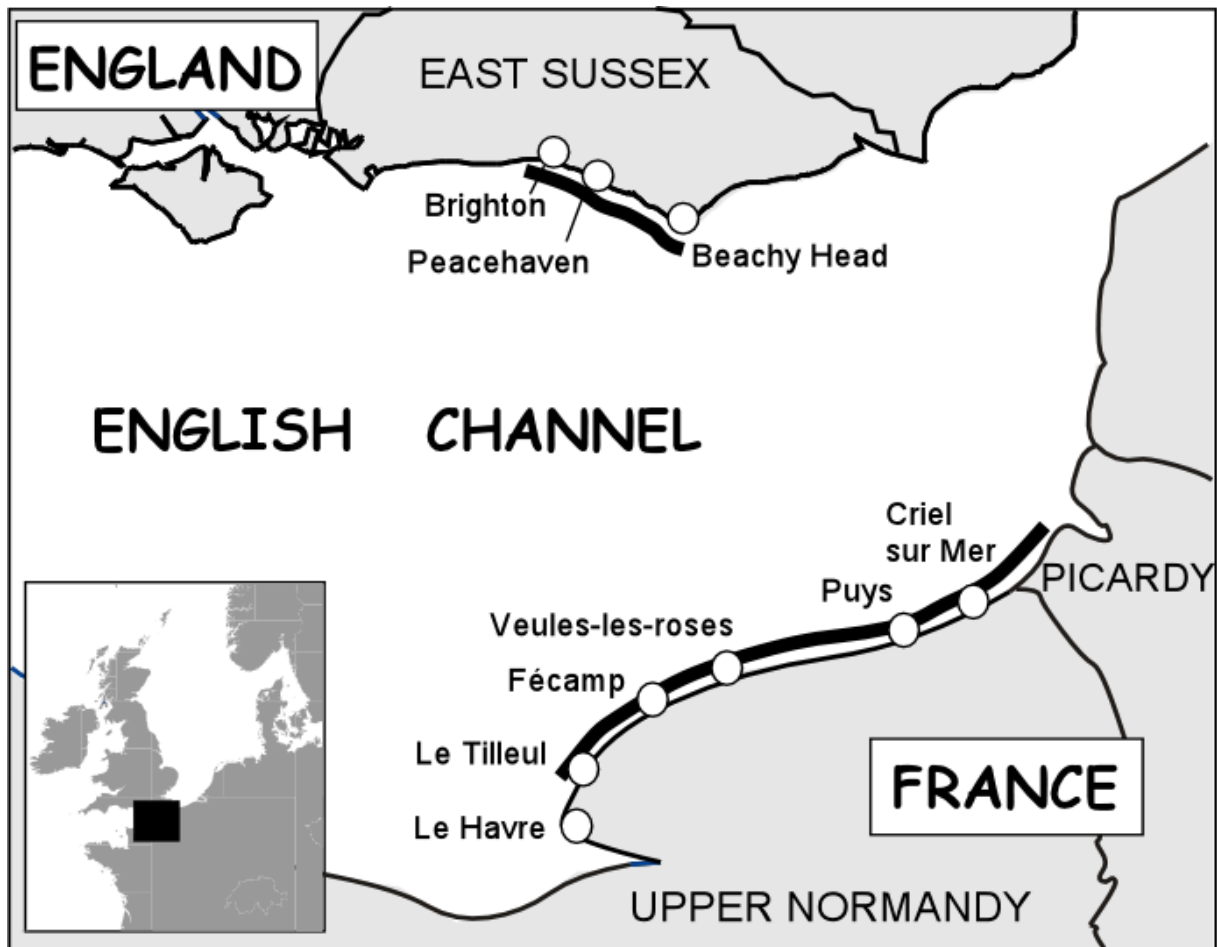 ENGLAND
EAST SUSSEX
Brighton
Peacehaven
Beachy Head
ENGLISH CHANNEL
Criel
sur Mer
PICARDY
Puys
Veules-les-roses
Fécamp
Le Tilleul
FRANCE
Le Havre
UPPER NORMANDY